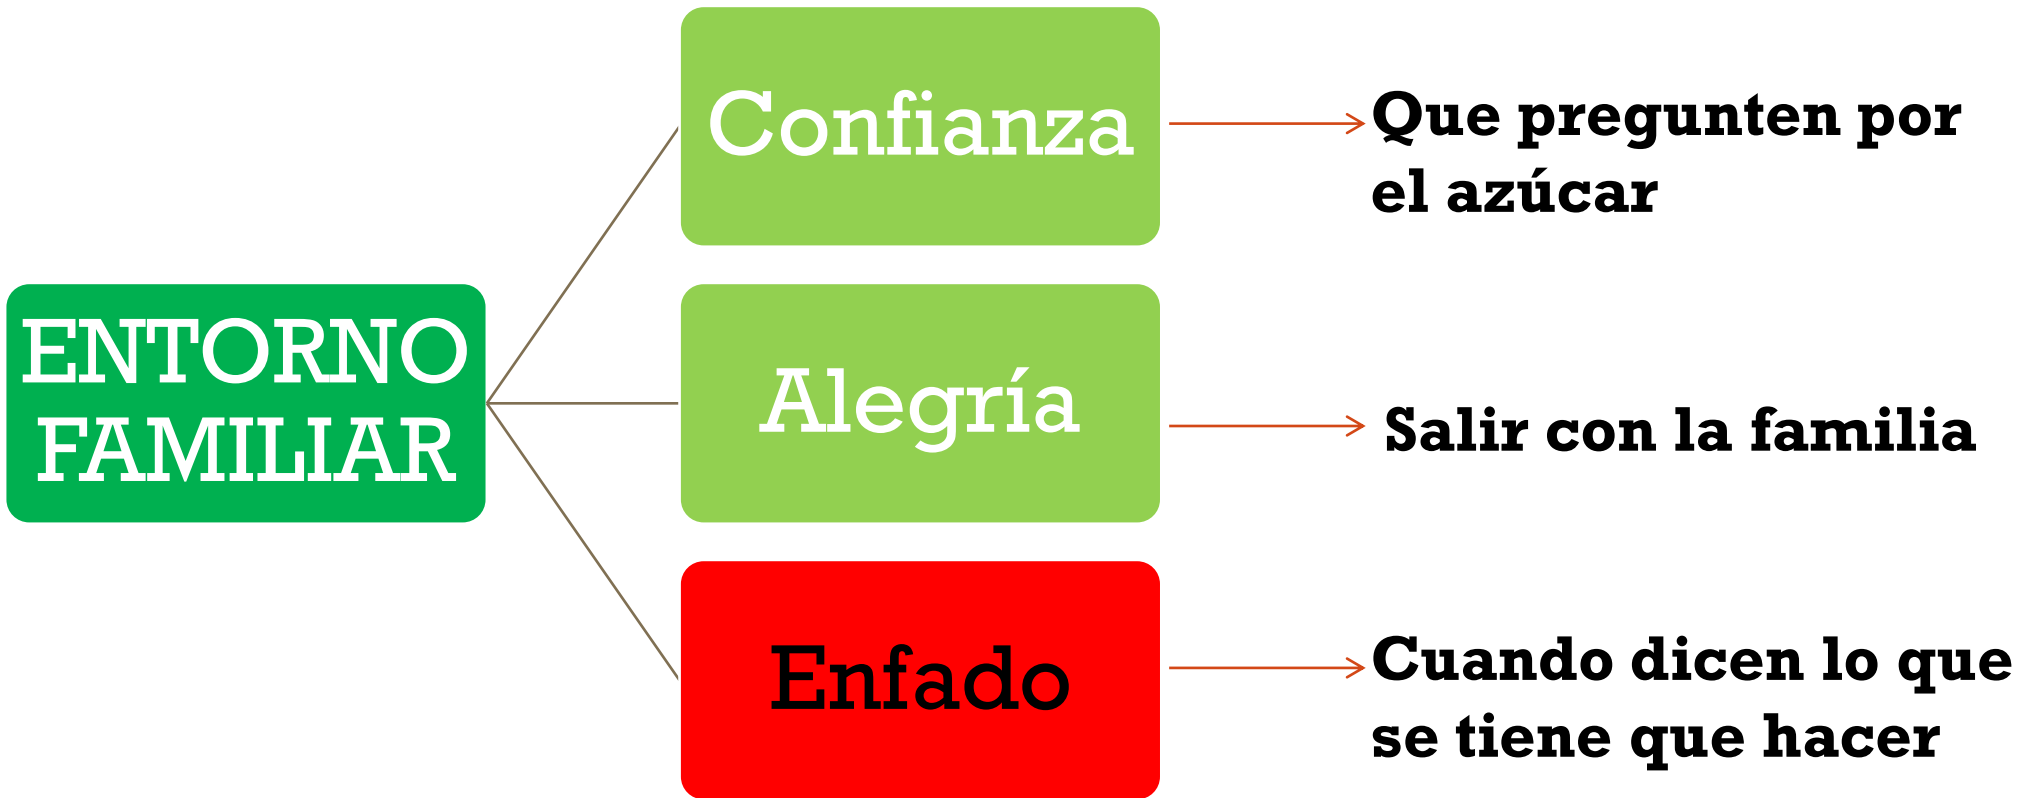 ENTORNO
FAMILIAR
Confianza
Que pregunten por
el azúcar
Alegría
Salir con la familia
Enfado
Cuando dicen lo que
se tiene que hacer